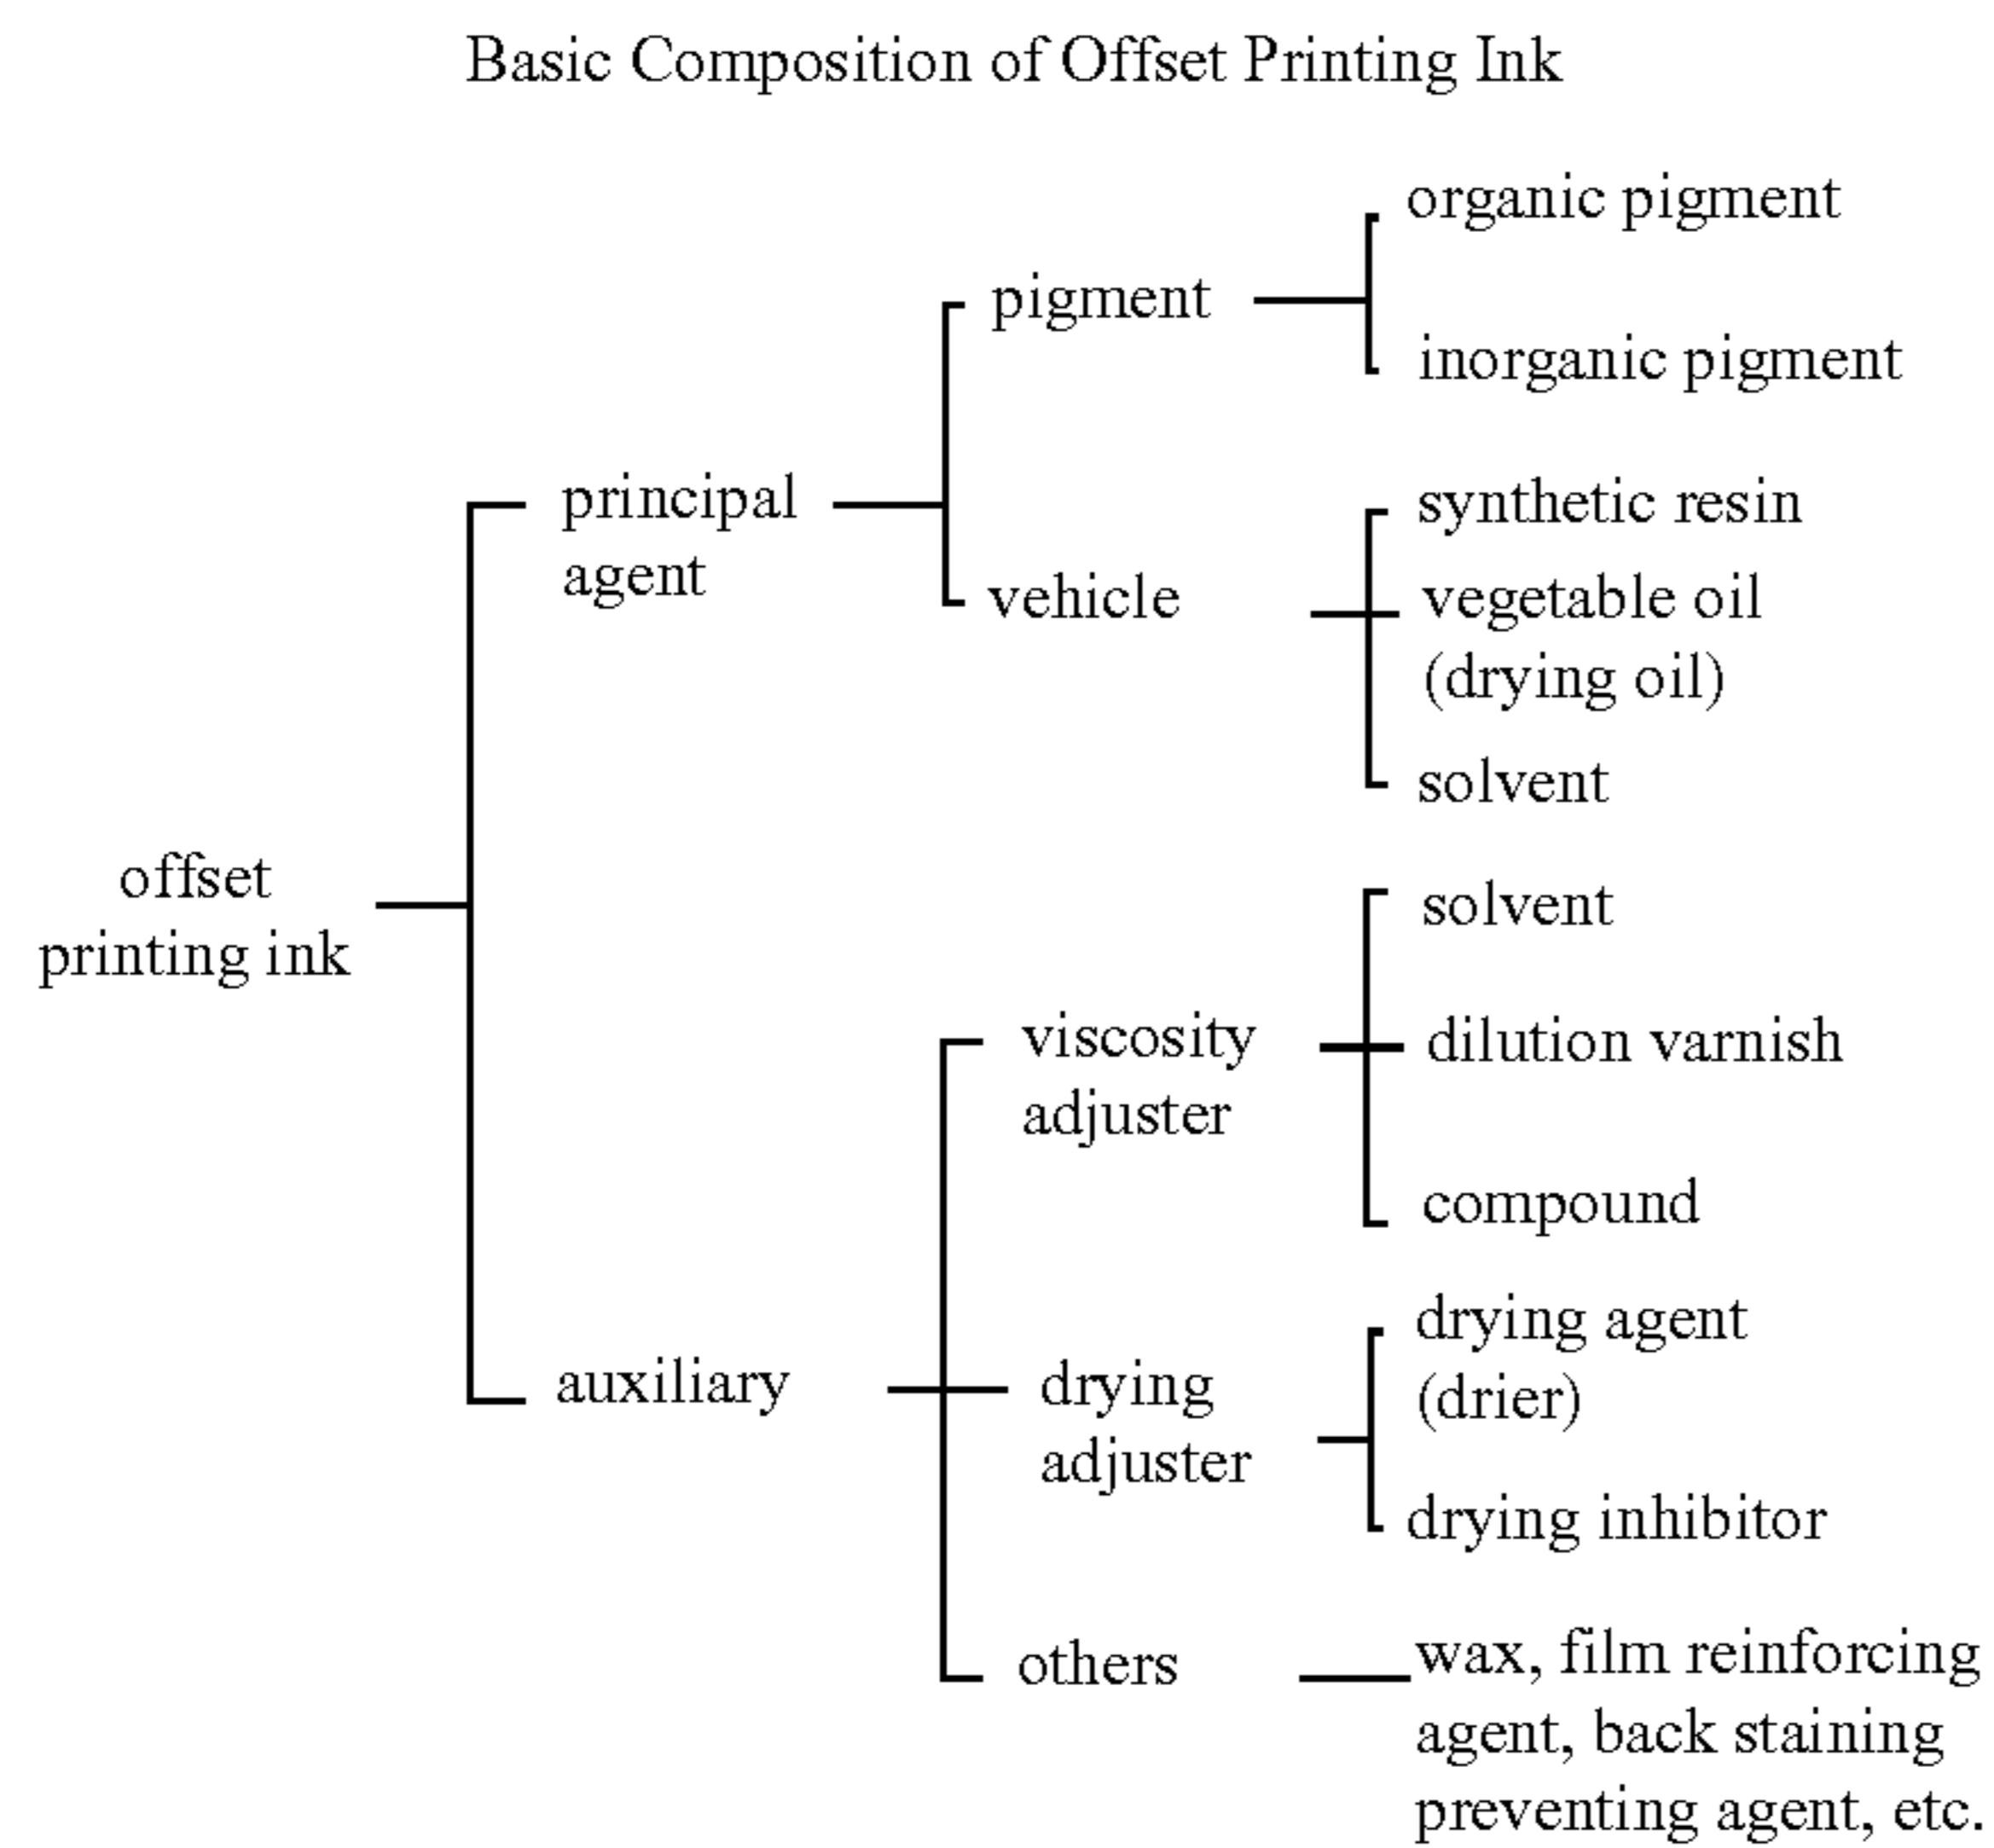 Basic Composition of Offset Printing Ink
organic pigment
pigment
inorganic pigment
principal
agent
synthetic resin
vehicle
vegetable oil
(drying oil)
solvent
offset
printing ink
solvent
viscosity
adjuster
dilution varnish
compound
auxiliary
drying
adjuster
drying agent
(drier)
drying inhibitor
others
wax, film reinforcing
agent, back staining
preventing agent, etc.